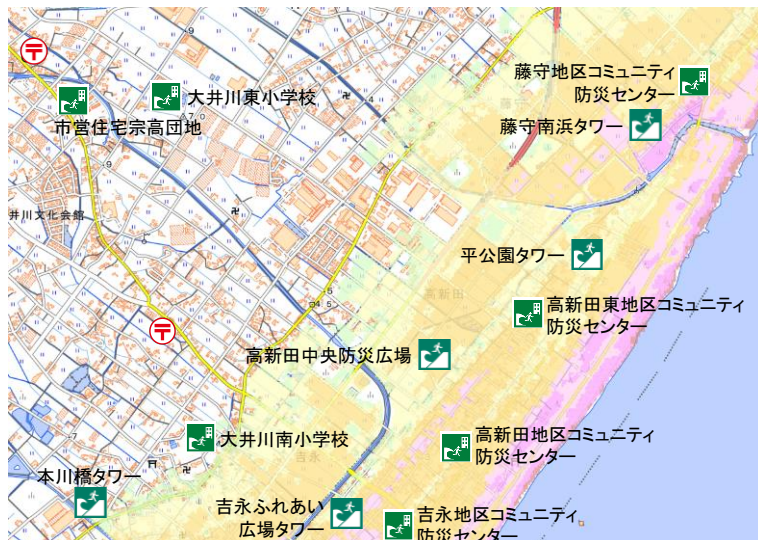 藤守地区コミュニティ
防災センター
大井川東小学校
市営住宅宗高団地
藤守南浜タワー
井川文化会館
平公園タワー
高新田
高新田東地区コミュニティ
防災センター
高新田中央防災広場
大井川南小学校
高新田地区コミュニティ
防災センター
吉永
本川橋タワー
吉永ふれあい
広場タワー
吉永地区コミュニティ
防災センター